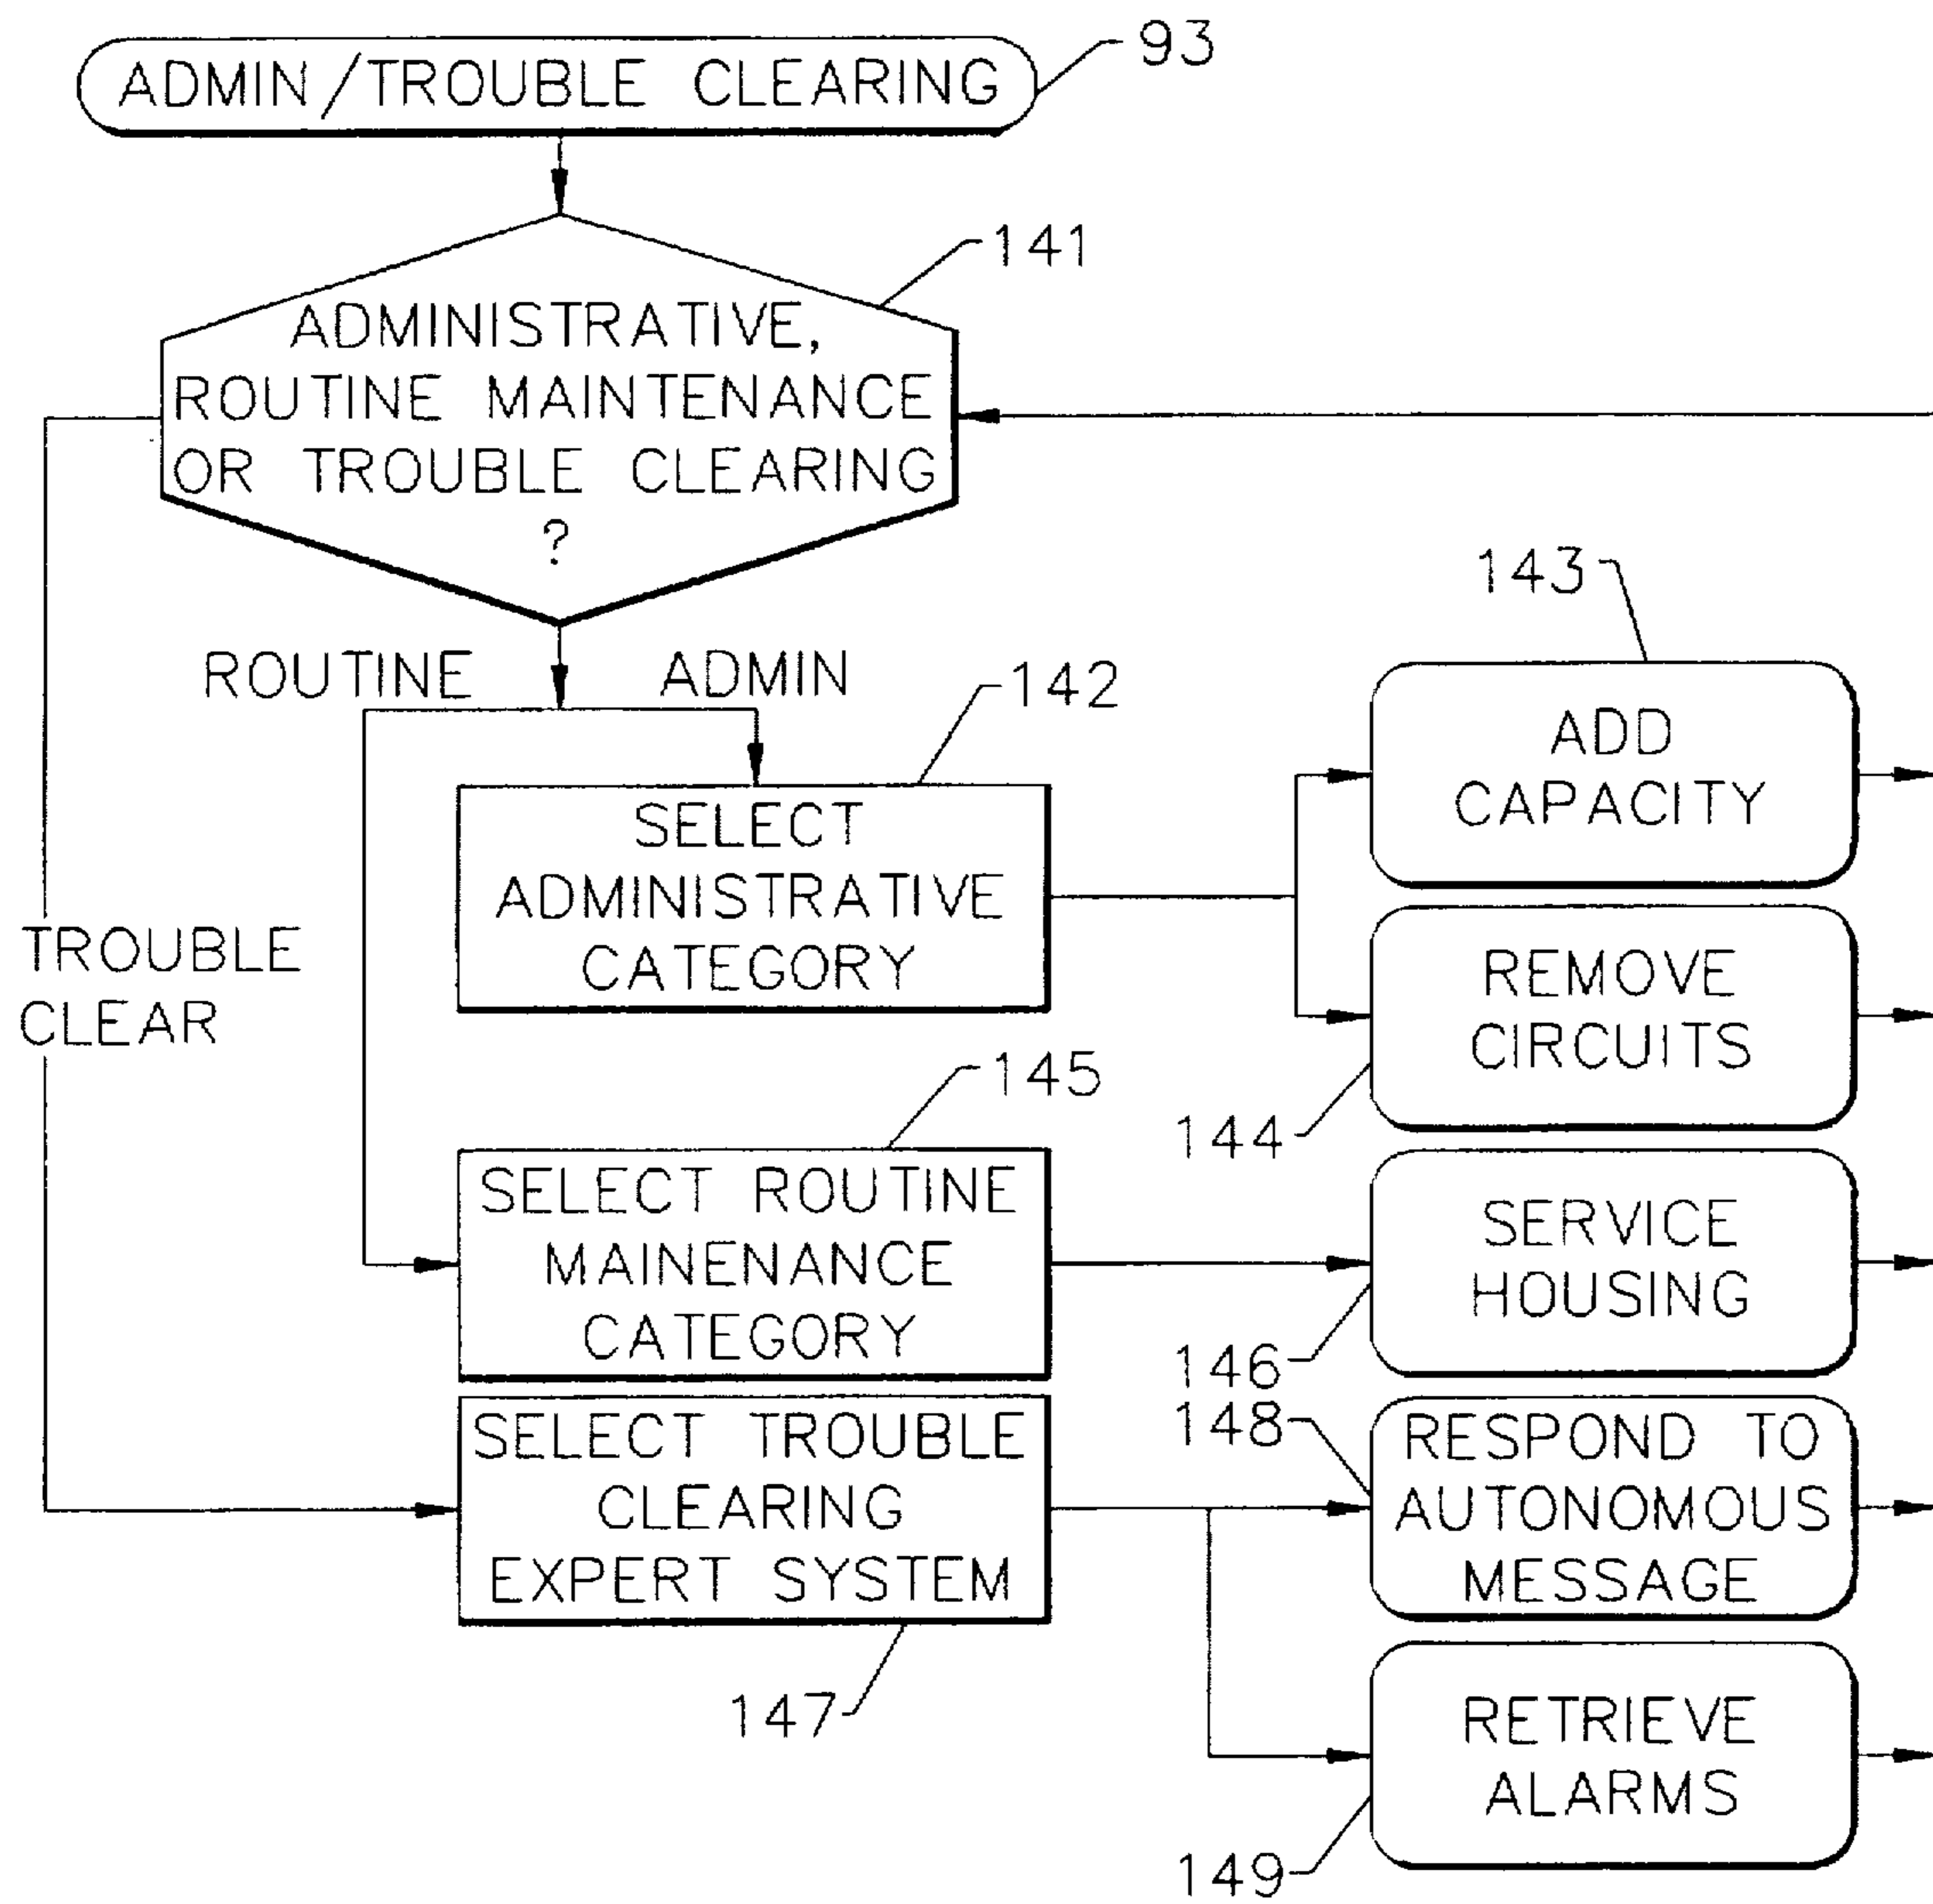 ADMIN/TROUBLE CLEARING
93
141
ADMINISTRATIVE,
ROUTINE MAINTENANCE
OR TROUBLE CLEARING
?
ROUTINE
ADMIN
TROUBLE
CLEAR
142
SELECT
ADMINISTRATIVE
CATEGORY
143
ADD
CAPACITY
REMOVE
CIRCUITS
144
145
SELECT ROUTINE
MAINENANCE
CATEGORY
SERVICE
HOUSING
146
SELECT TROUBLE
CLEARING
EXPERT SYSTEM
147
148
RESPOND TO
AUTONOMOUS
MESSAGE
RETRIEVE
ALARMS
149